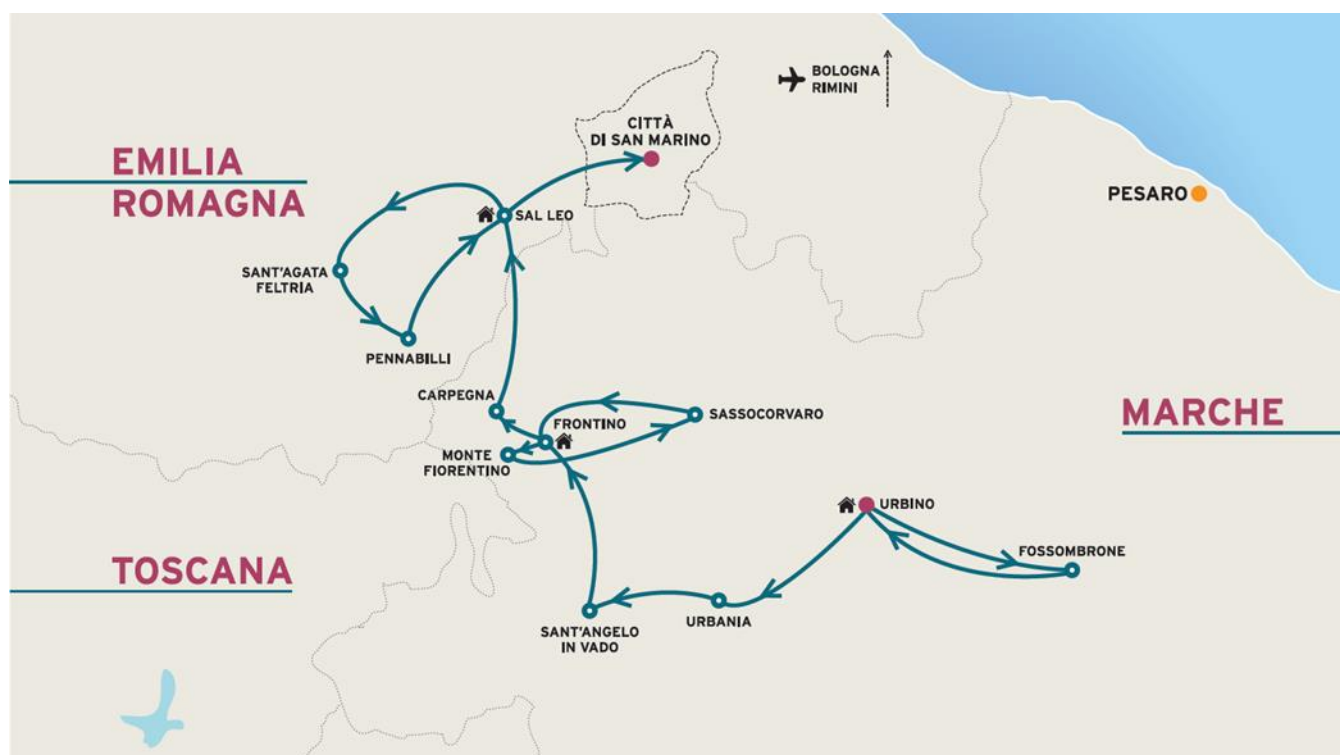 BOLOGNA
RIMINI
CITTÀ
DI SAN MARINO
EMILIA
ROMAGNA
PESARO
SAL LEO
SANT'AGATA
FELTRIA
PENNABILLI
CARPEGNA
FRONTINO
SASSOCORVARO
MARCHE
MONTE
FIORENTINO
URBINO
FOSSOMBRONE
TOSCANA
URBANIA
SANT'ANGELO
IN VADO